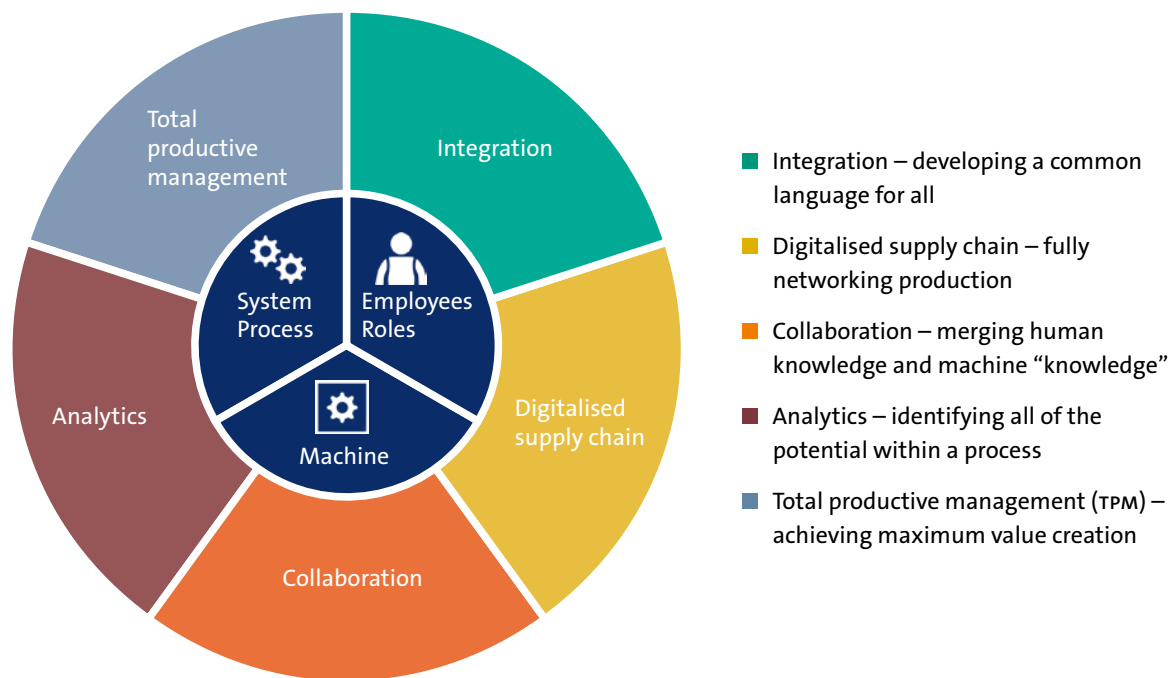 Total
productive
management
Integration
System
Process
Employees
Roles
Machine
Analytics
Digitalised
supply chain
Collaboration
Integration – developing a common
language for all
Digitalised supply chain – fully
networking production
Collaboration – merging human
knowledge and machine “knowledge”
Analytics – identifying all of the
potential within a process
Total productive management (TPM) –
achieving maximum value creation